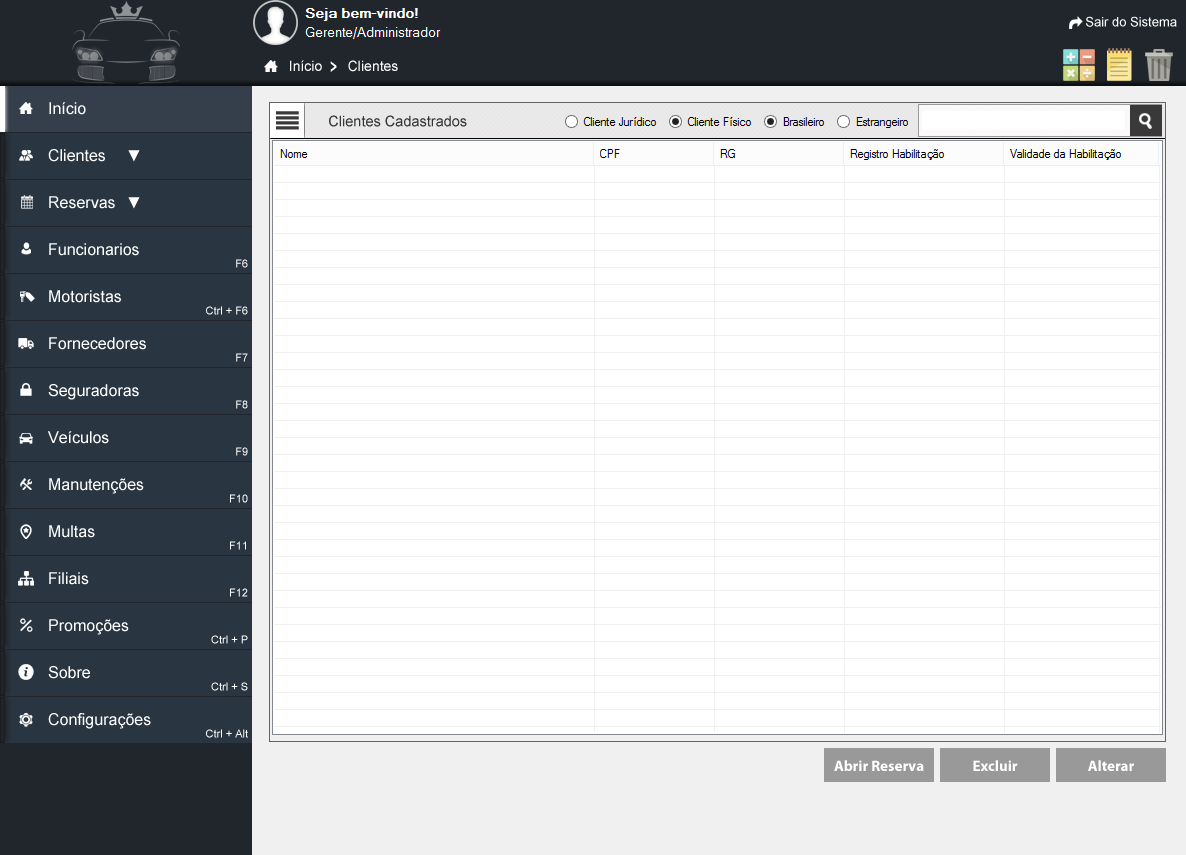 Seja bem-vindo!
Gerente/Administrador
Sair do Sistema
Início > Clientes
Início
Clientes ▼
Reservas ▼
Funcionarios
F6
Motoristas
Ctrl + F6
Fornecedores
F7
Seguradoras
F8
Veículos
F9
Manutenções
F10
Multas
F11
Filiais
F12
Promoções
Ctrl + P
Sobre
Ctrl + S
Configurações
Ctrl + Alt
Clientes Cadastrados
Cliente Jurídico Cliente Físico Brasileiro Estrangeiro
Nome CPF RG Registro Habilitação Validade da Habilitação
Abrir Reserva Excluir Alterar